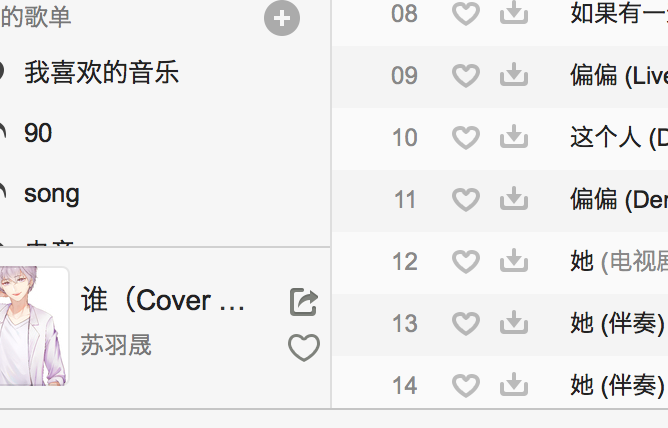 的歌单
我喜欢的音乐
90
song
谁（Cover ...
苏羽晟
08 如果有一
09 偏偏 (Live
10 这个人 (D
11 偏偏 (Der
12 她 (电视剧
13 她 (伴奏)
14 她 (伴奏)